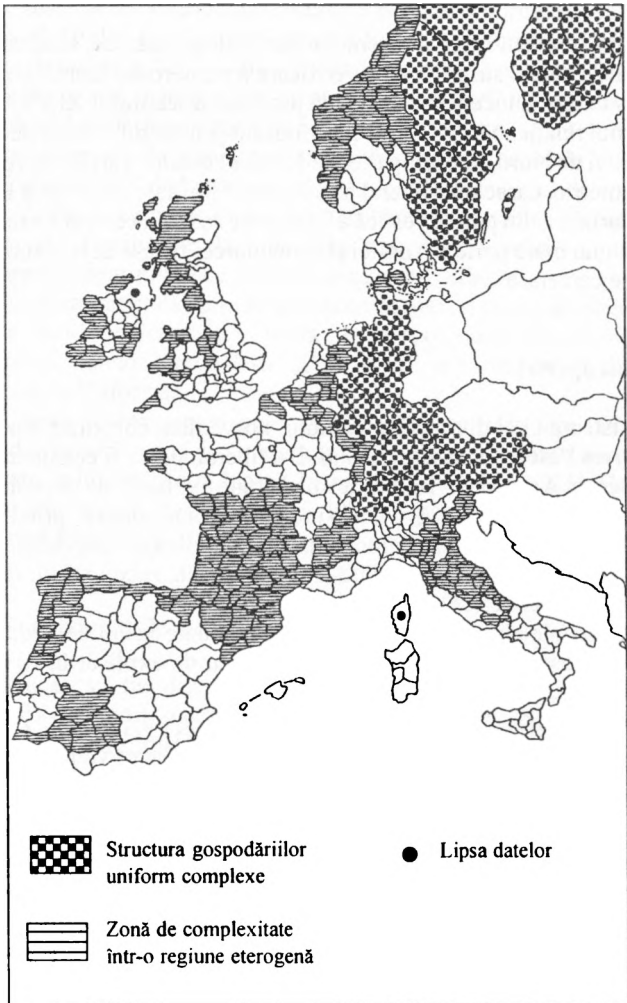 Structura gospodăriilor
uniform complexe
Lipsa datelor
Zonă de complexitate
într-o regiune eterogenă